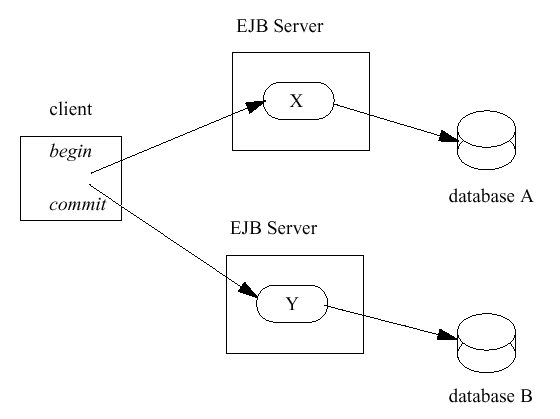 EJB Server
X
client
begin
commit
database A
EJB Server
Y
database B